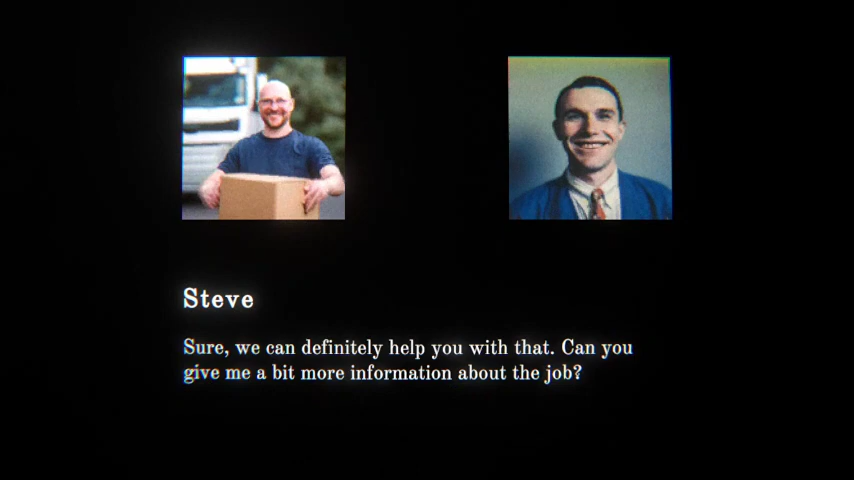 Steve
Sure, we can definitely help you with that. Can you
give me a bit more information about the job?